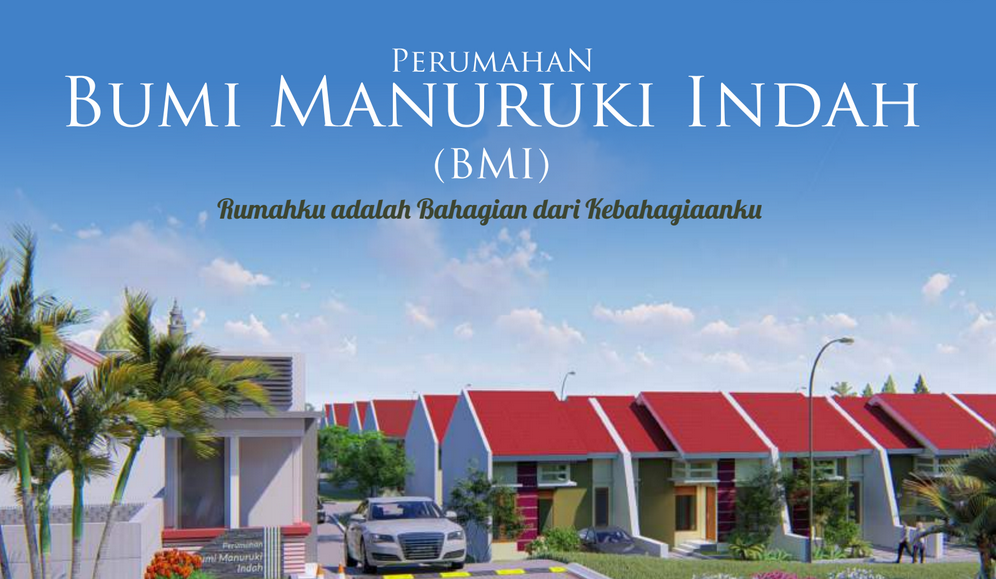 PERUMAHAN
BUMI MANURUKI INDAH
(BMI)
Rumahku adalah Bahagian dari Kebahagiaanku
Perumahan
Bumi Manuruki
Indah